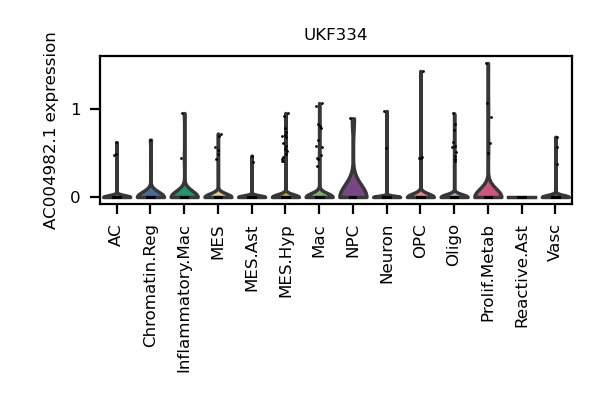 UKF334
AC004982.1 expression
1
0
AC
Chromatin.Reg
Inflammatory.Mac
MES
MES.Ast
MES.Hyp
Mac
NPC
Neuron
OPC
Oligo
Prolif.Metab
Reactive.Ast
Vasc